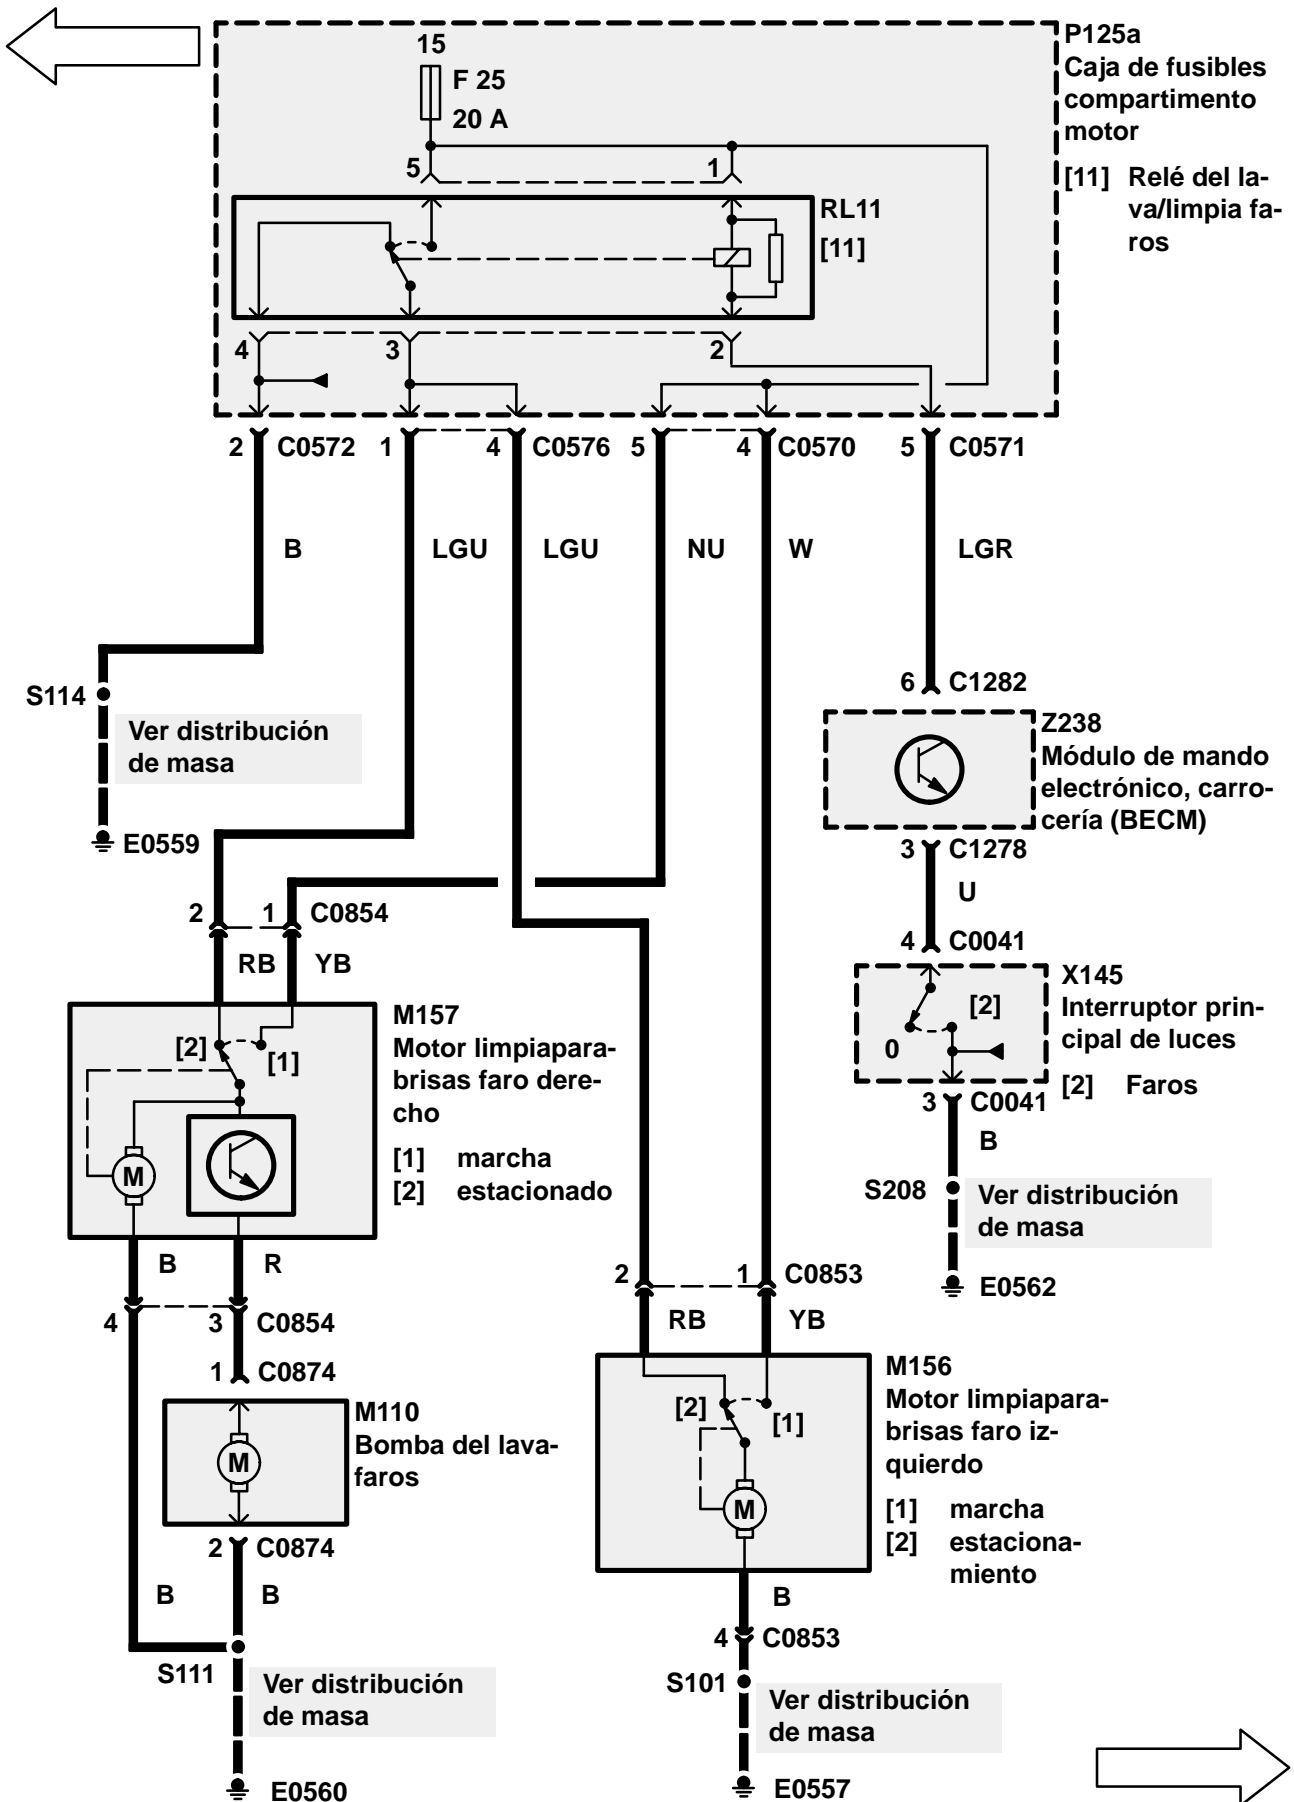 P125a
Caja de fusibles
compartimento
motor
[11] Relé del la-
va/limpia fa-
ros
15
F 25
20 A
5 1
RL11
[11]
4 3 2
2 C0572 1 4 C0576 5 4 C0570 5 C0571
B LGU LGU NU W LGR
S114
Ver distribución
de masa
E0559
6 C1282
Z238
Módulo de mando
electrónico, carro-
cería (BECM)
3 C1278
U
4 C0041
X145
Interruptor prin-
cipal de luces
[2] Faros
[2]
0
3 C0041
B
S208
Ver distribución
de masa
E0562
2 1 C0854
RB YB
M157
Motor limpiapara-
brisas faro dere-
cho
[1] marcha
[2] estacionado
[2] [1]
M
B R
4 3 C0854
1 C0874
M110
Bomba del lava-
faros
M
2 C0874
B B
S111
Ver distribución
de masa
E0560
2 1 C0853
RB YB
M156
Motor limpiapara-
brisas faro iz-
quierdo
[1] marcha
[2] estaciona-
miento
[2] [1]
M
B
4 C0853
S101
Ver distribución
de masa
E0557